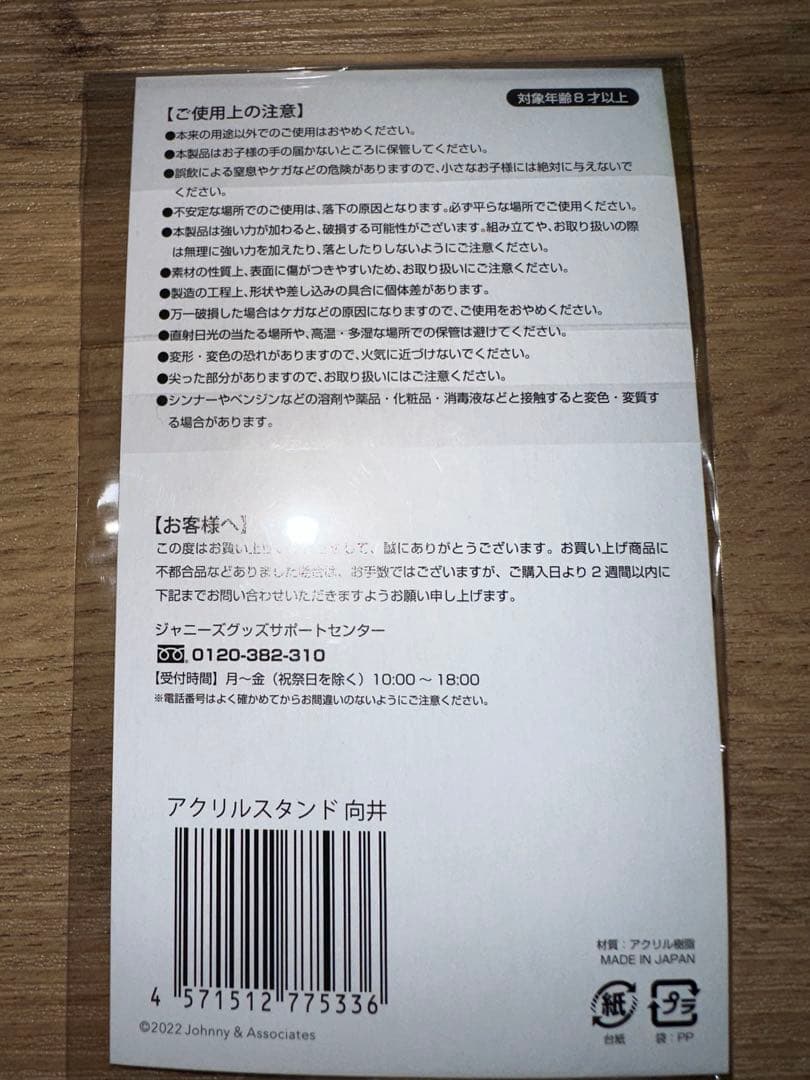 対象年齢8才以上
【ご使用上の注意】
●本来の用途以外でのご使用はおやめください。
●本製品はお子様の手の届かないところに保管してください。
●誤飲による窒息やケガなどの危険がありますので、小さなお子様には絶対に与えないで
ください。
●不安定な場所でのご使用は、落下の原因となります。必ず平らな場所でご使用ください。
●本製品は強い力が加わると、破損する可能性がございます。組み立てや、お取り扱いの際
は無理に強い力を加えたり、落としたりしないようにご注意ください。
●素材の性質上、表面に傷がつきやすいため、お取り扱いにご注意ください。
●製造の工程上、形状や差し込みの具合に個体差があります。
●万一破損した場合はケガなどの原因になりますので、ご使用をおやめください。
●直射日光の当たる場所や、高温・多湿な場所での保管は避けてください。
●変形・変色の恐れがありますので、火気に近づけないでください。
●尖った部分がありますので、お取り扱いにはご注意ください。
●シンナーやベンジンなどの溶剤や薬品・化粧品・消毒液などと接触すると変色・変質す
る場合があります。
【お客様へ】
この度はお買い上げ して、誠にありがとうございます。お買い上げ商品に
不都合品などありました場合は、お手数ではございますが、ご購入日より2週間以内に
下記までお問い合わせいただきますようお願い申し上げます。
ジャニーズグッズサポートセンター
0120-382-310
【受付時間】月〜金（祝祭日を除く）10:00〜18:00
※電話番号はよく確かめてからお間違いのないようにご注意ください。
アクリルスタンド 向井
4 571512 775336
©2022 Johnny & Associates
材質：アクリル樹脂
MADE IN JAPAN
紙 プラ
台紙 袋：PP